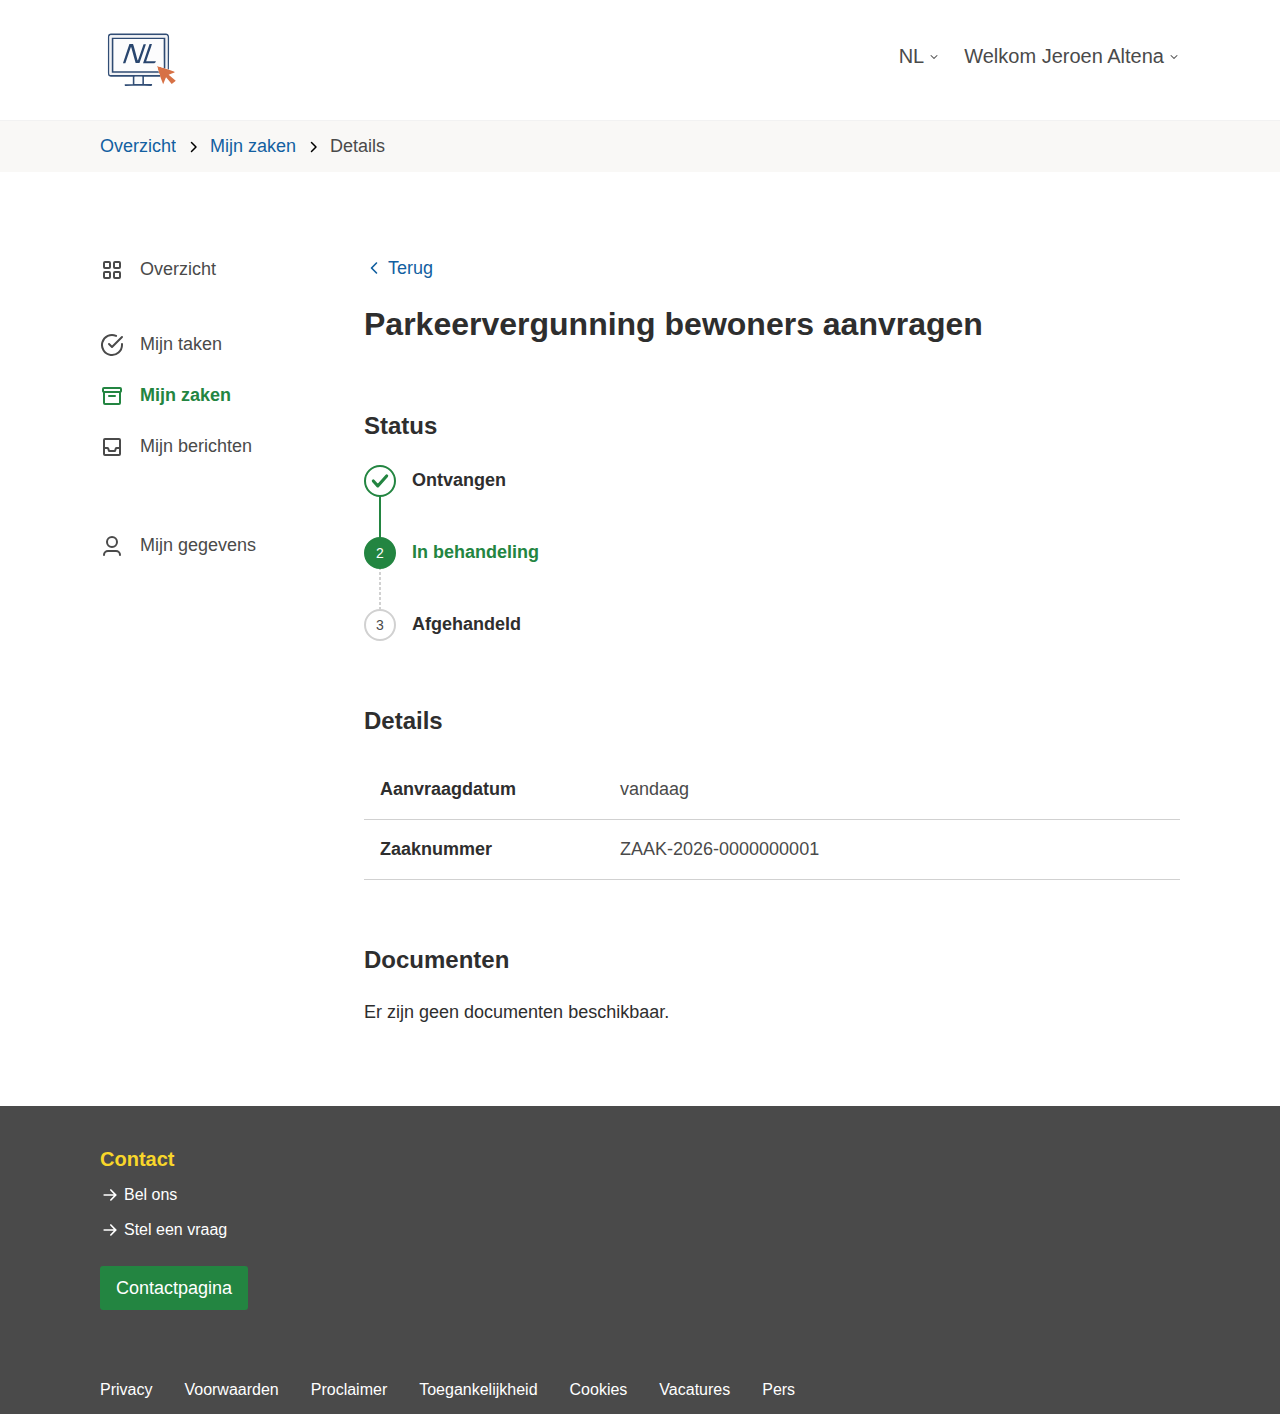 NL
NL
Welkom Jeroen Altena
Overzicht
Mijn zaken
Details
Overzicht
Mijn taken
Mijn zaken
Mijn berichten
Mijn gegevens
Terug
Parkeervergunning bewoners aanvragen
Status
Ontvangen
2 In behandeling
3 Afgehandeld
Details
Aanvraagdatum vandaag
Zaaknummer ZAAK-2026-0000000001
Documenten
Er zijn geen documenten beschikbaar.
Contact
Bel ons
Stel een vraag
Contactpagina
Privacy Voorwaarden Proclaimer Toegankelijkheid Cookies Vacatures Pers